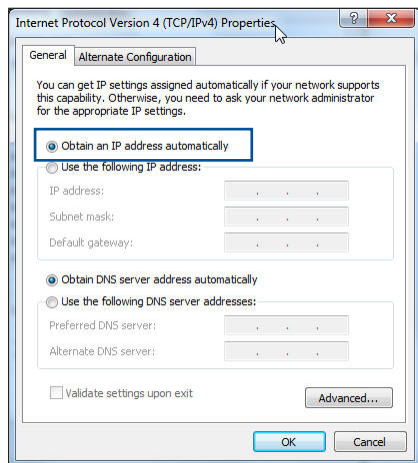 Internet Protocol Version 4 (TCP/IPv4) Properties
General
Alternate Configuration
You can get IP settings assigned automatically if your network supports
this capability. Otherwise, you need to ask your network administrator
for the appropriate IP settings.
Obtain an IP address automatically
Use the following IP address:
IP address:
Subnet mask:
Default gateway:
Obtain DNS server address automatically
Use the following DNS server addresses:
Preferred DNS server:
Alternate DNS server:
Validate settings upon exit
Advanced...
OK
Cancel